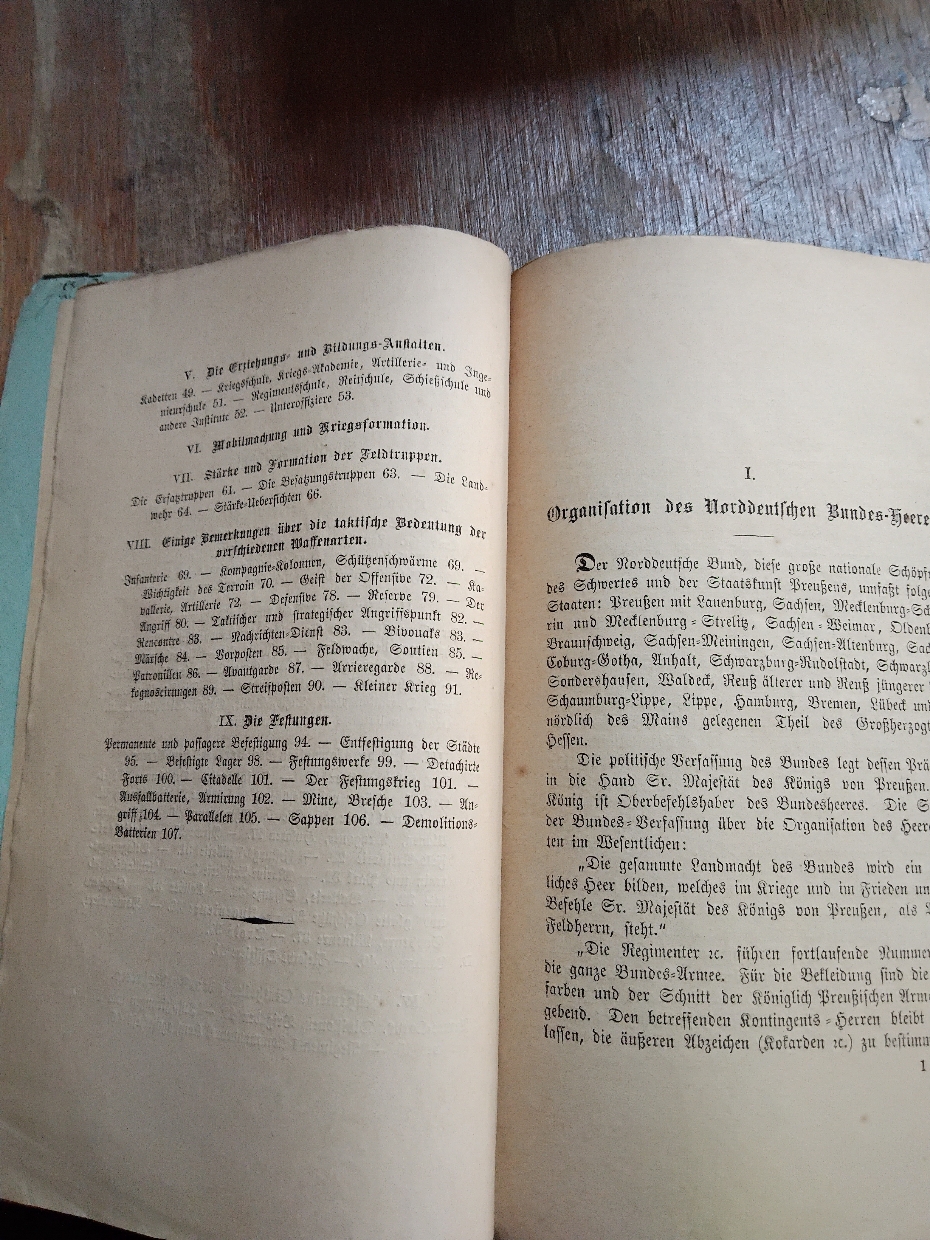 V. Die Erziehungs- und Bildungs-Anstalten.
Kadetten 49. — Kriegsschule, Kriegs-Akademie, Artillerie- und Inge-
nieurschule 51. — Regimentsschule, Reitschule, Schießschule und
andere Institute 52. — Unteroffiziere 53.
VI. Mobilmachung und Kriegsformation.
VII. Stärke und Formation der Feldtruppen.
Die Ersatztruppen 61. — Die Besatzungstruppen 63. — Die Land-
wehr 64. — Stärke-Uebersichten 66.
VIII. Einige Bemerkungen über die taktische Bedeutung der
verschiedenen Waffenarten.
Infanterie 69. — Kompagnie-Kolonnen, Schützenschwärme 69. —
Wichtigkeit des Terrain 70. — Geist der Offensive 72. — Ka-
vallerie, Artillerie 72. — Defensive 78. — Reserve 79. — Der
Angriff 80. — Taktischer und strategischer Angriffspunkt 82. —
Rencontre 83. — Nachrichten-Dienst 83. — Bivouaks 83. —
Märsche 84. — Vorposten 85. — Feldwache, Soutien 85. —
Patrouillen 86. — Avantgarde 87. — Arrieregarde 88. — Re-
kognoscirungen 89. — Streifposten 90. — Kleiner Krieg 91.
IX. Die Festungen.
Permanente und passagere Befestigung 94. — Entfestigung der Städte
95. — Befestigte Lager 98. — Festungswerke 99. — Detachirte
Forts 100. — Citadelle 101. — Der Festungskrieg 101. —
Ausfallbatterie, Armirung 102. — Mine, Bresche 103. — An-
griff 104. — Parallelen 105. — Sappen 106. — Demolitions-
Batterien 107.
I.
Organisation des Norddeutschen Bundes-Heere
Der Norddeutsche Bund, diese große nationale Schöpf
des Schwertes und der Staatskunst Preußens, umfaßt folge
Staaten: Preußen mit Lauenburg, Sachsen, Mecklenburg-Sch
rin und Mecklenburg-Strelitz, Sachsen-Weimar, Oldenb
Braunschweig, Sachsen-Meiningen, Sachsen-Altenburg, Sac
Coburg-Gotha, Anhalt, Schwarzburg-Rudolstadt, Schwarzb
Sondershausen, Waldeck, Reuß älterer und Reuß jüngerer
Schaumburg-Lippe, Lippe, Hamburg, Bremen, Lübeck und
nördlich des Mains gelegenen Theil des Großherzogt
Hessen.
Die politische Verfassung des Bundes legt dessen Prä
in die Hand Sr. Majestät des Königs von Preußen.
König ist Oberbefehlshaber des Bundesheeres. Die
der Bundes-Verfassung über die Organisation des Heere
ten im Wesentlichen:
„Die gesammte Landmacht des Bundes wird ein
liches Heer bilden, welches im Kriege und im Frieden un
Befehle Sr. Majestät des Königs von Preußen, als
Feldherrn, steht."
„Die Regimenter ꝛc. führen fortlaufende Nummer
die ganze Bundes-Armee. Für die Bekleidung sind die
farben und der Schnitt der Königlich Preußischen Arme
gebend. Den betreffenden Kontingents-Herren bleibt
lassen, die äußeren Abzeichen (Kokarden ꝛc.) zu bestimm
1